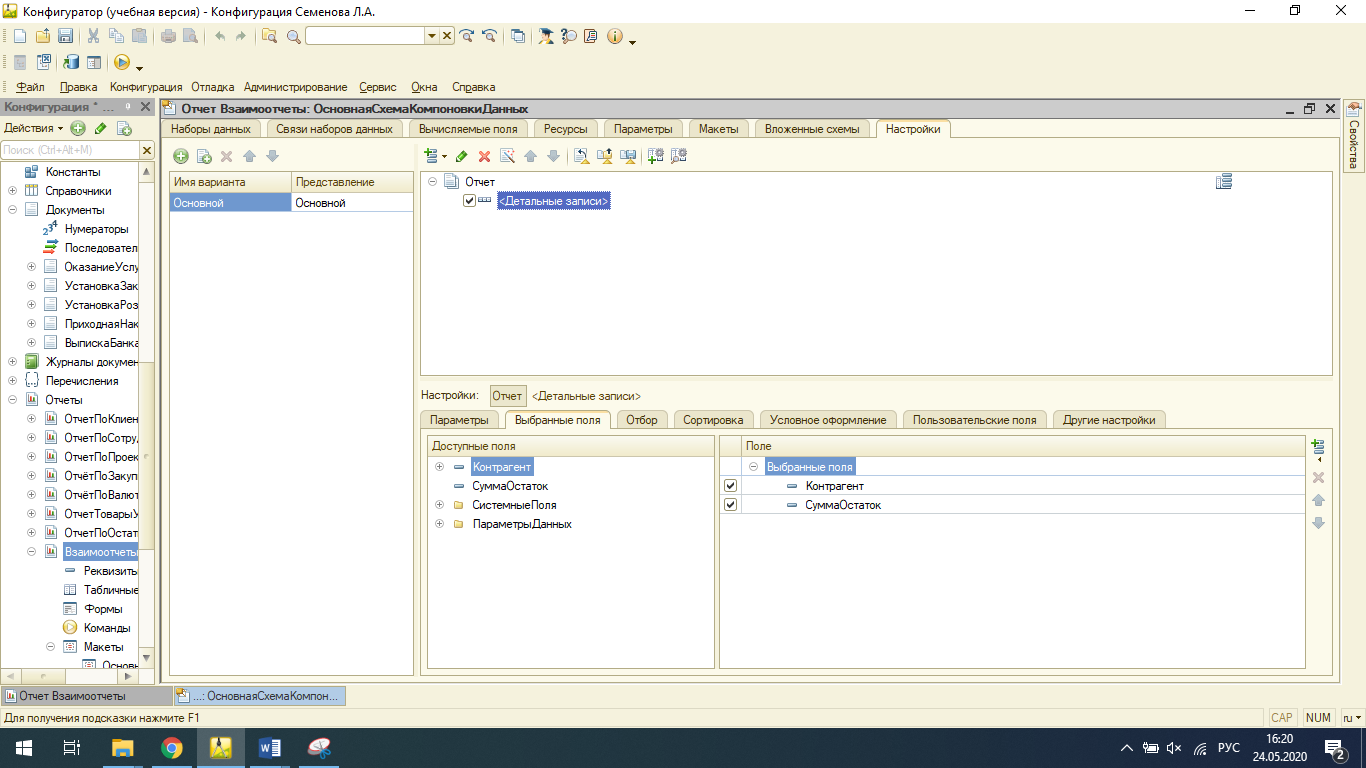 Конфигуратор (учебная версия) - Конфигурация Семенова Л.А.
Файл Правка Конфигурация Отладка Администрирование Сервис Окна Справка
Конфигурация * ...
Действия
Поиск (Ctrl+Alt+M)
Константы
Справочники
Документы
Нумераторы
Последовател
ОказаниеУслу
УстановкаЗак
УстановкаРоз
ПриходнаяНак
ВыпискаБанка
Журналы докумен
Перечисления
Отчеты
ОтчетПоКлиен
ОтчетПоСотруд
ОтчетПоПроек
ОтчётПоЗакуп
ОтчётПоВалют
ОтчетТоварыУ
ОтчетПоОстат
Взаимоотчеты
Реквизиты
Табличные
Формы
Команды
Макеты
Основн
Отчет Взаимоотчеты: ОсновнаяСхемаКомпоновкиДанных
Наборы данных Связи наборов данных Вычисляемые поля Ресурсы Параметры Макеты Вложенные схемы Настройки
Имя варианта Представление
Основной Основной
Отчет
<Детальные записи>
Настройки: Отчет <Детальные записи>
Параметры Выбранные поля Отбор Сортировка Условное оформление Пользовательские поля Другие настройки
Доступные поля
Контрагент
СуммаОстаток
СистемныеПоля
ПараметрыДанных
Поле
Выбранные поля
Контрагент
СуммаОстаток
Свойства
Отчет Взаимоотчеты ...: ОсновнаяСхемаКомпон...
Для получения подсказки нажмите F1
CAP NUM ru
РУС
16:20
24.05.2020
2